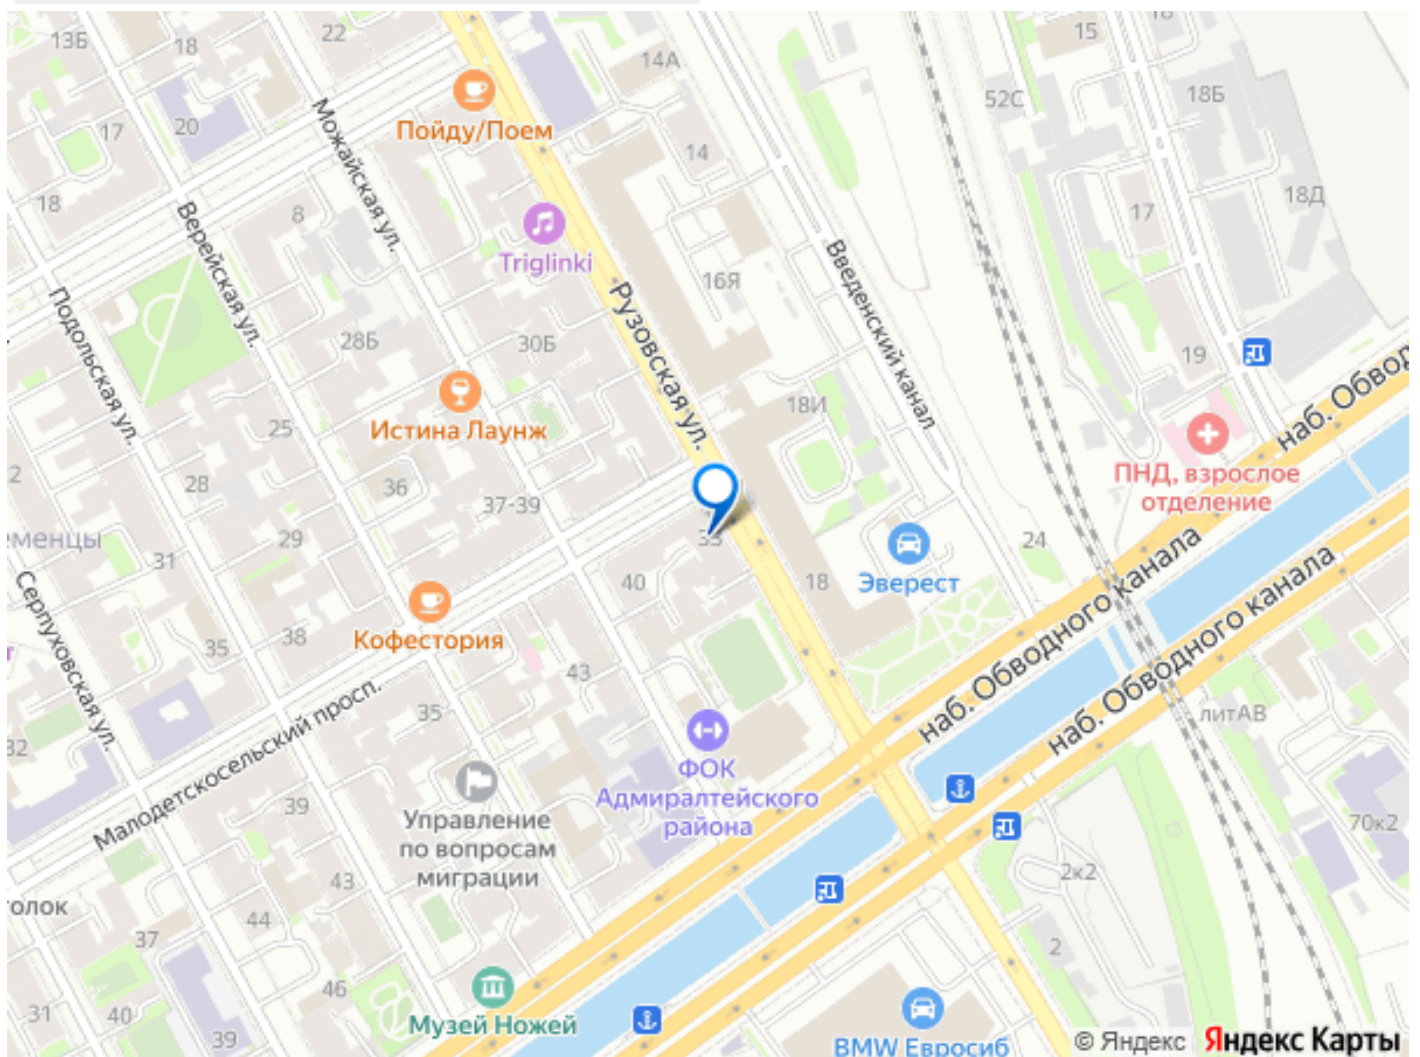 13Б
18
22
14А
15
18
52С
18Б
17
20
Пойду/Поем
Можайская ул.
14
18
Верейская ул.
8
17
18Д
Triglinki
Введенский канал
16Я
Рузовская ул.
Подольская ул.
28Б
30Б
19
наб. Обвод
Истина Лаунж
18И
25
ПНД, взрослое
отделение
2
28
36
37-39
менцы
29
33
Эверест
24
31
40
18
наб. Обводного канала
наб. Обводного канала
Серпуховская ул.
Кофестория
35
38
43
т
Малодетскосельский просп.
35
литАВ
32
ФОК
Адмиралтейского
района
39
Управление
по вопросам
миграции
70к2
2к2
43
олок
44
37
2
46
31
40
39
Музей Ножей
BMW Евросиб
© Яндекс
Яндекс Карты